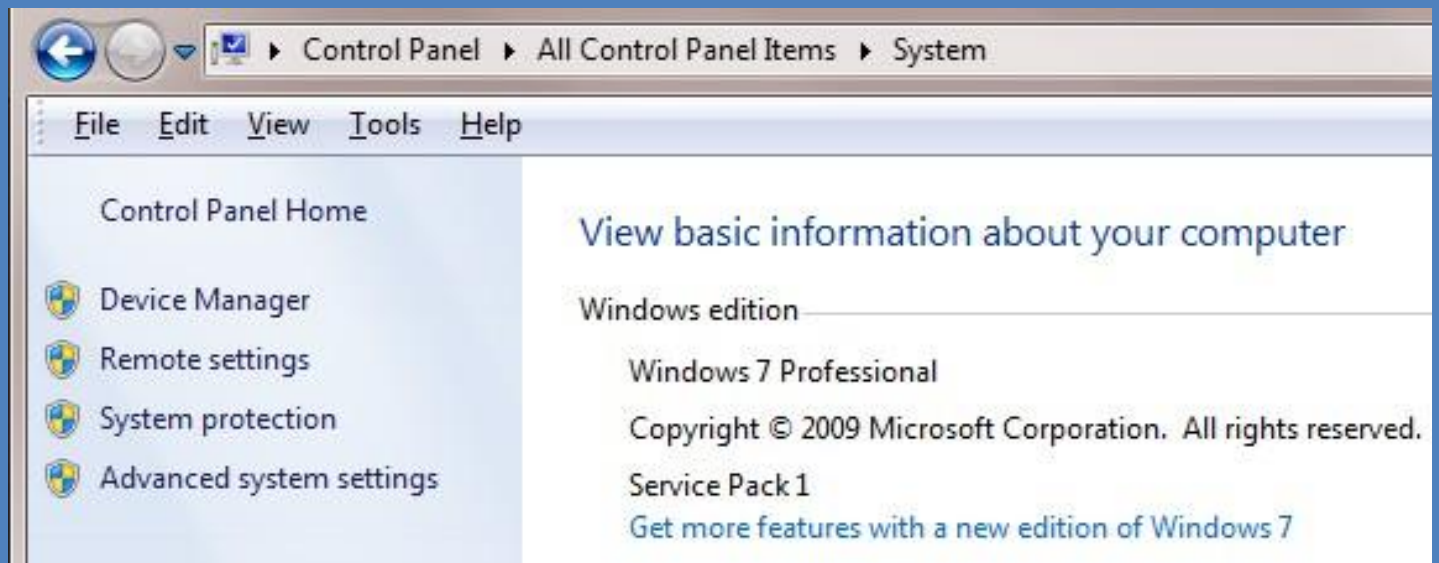 Control Panel ▸ All Control Panel Items ▸ System
File Edit View Tools Help
Control Panel Home
Device Manager
Remote settings
System protection
Advanced system settings
View basic information about your computer
Windows edition
Windows 7 Professional
Copyright © 2009 Microsoft Corporation. All rights reserved.
Service Pack 1
Get more features with a new edition of Windows 7